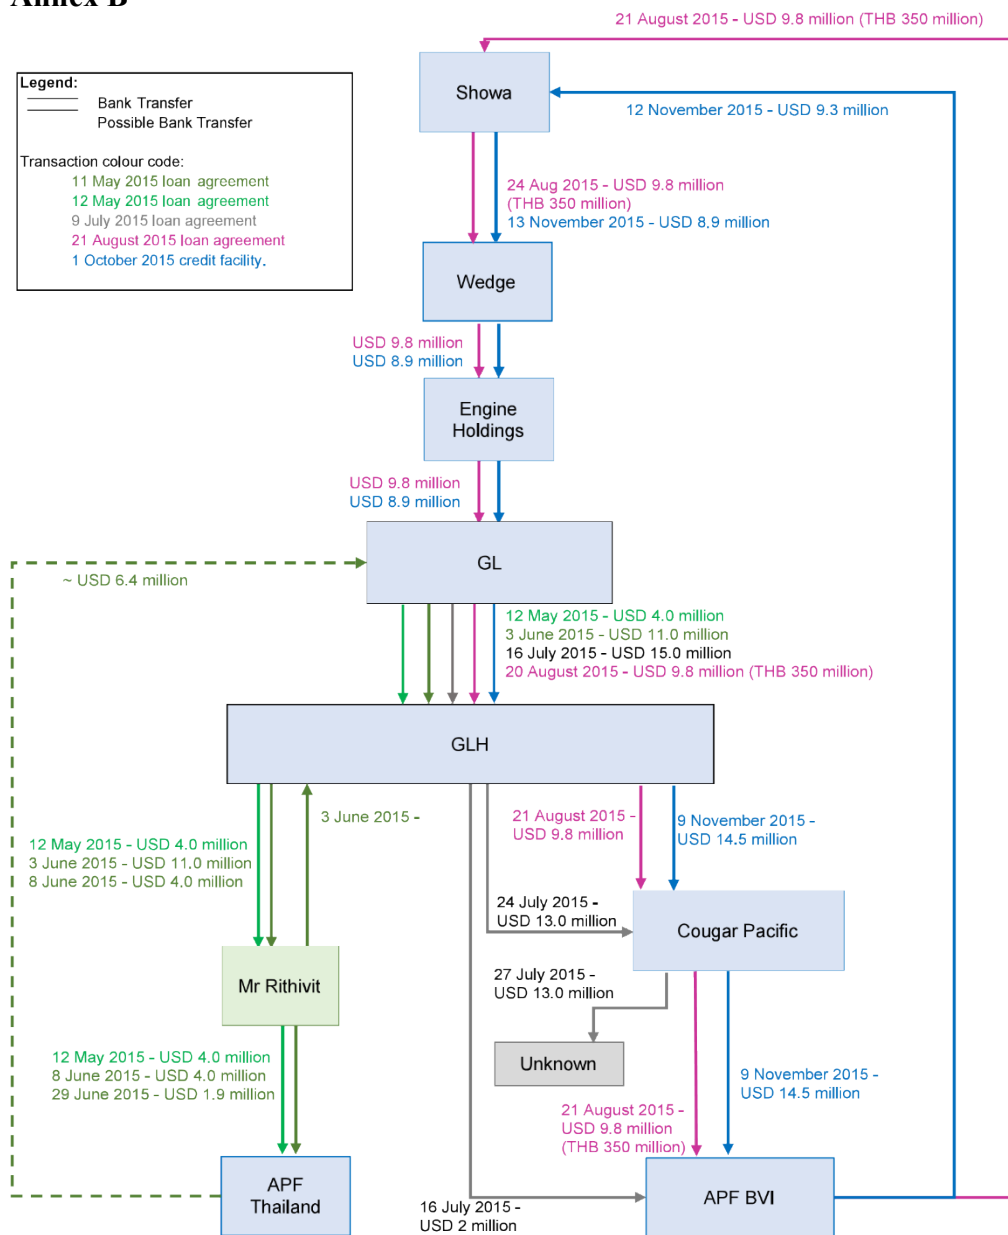 Annex B
21 August 2015 - USD 9.8 million (THB 350 million)
Legend:
Bank Transfer
Possible Bank Transfer
Transaction colour code:
11 May 2015 loan agreement
12 May 2015 loan agreement
9 July 2015 loan agreement
21 August 2015 loan agreement
1 October 2015 credit facility.
Showa
12 November 2015 - USD 9.3 million
24 Aug 2015 - USD 9.8 million
(THB 350 million)
13 November 2015 - USD 8.9 million
Wedge
USD 9.8 million
USD 8.9 million
Engine
Holdings
USD 9.8 million
USD 8.9 million
GL
~ USD 6.4 million
12 May 2015 - USD 4.0 million
3 June 2015 - USD 11.0 million
16 July 2015 - USD 15.0 million
20 August 2015 - USD 9.8 million (THB 350 million)
GLH
3 June 2015 -
12 May 2015 - USD 4.0 million
3 June 2015 - USD 11.0 million
8 June 2015 - USD 4.0 million
21 August 2015 -
USD 9.8 million
9 November 2015 -
USD 14.5 million
24 July 2015 -
USD 13.0 million
Cougar Pacific
Mr Rithivit
27 July 2015 -
USD 13.0 million
Unknown
12 May 2015 - USD 4.0 million
8 June 2015 - USD 4.0 million
29 June 2015 - USD 1.9 million
9 November 2015 -
USD 14.5 million
21 August 2015 -
USD 9.8 million
(THB 350 million)
APF
Thailand
16 July 2015 -
USD 2 million
APF BVI